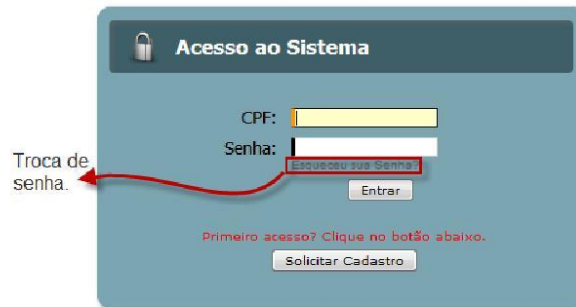 Acesso ao Sistema
CPF:
Senha:
Esqueceu sua Senha?
Troca de
senha.
Entrar
Primeiro acesso? Clique no botão abaixo.
Solicitar Cadastro